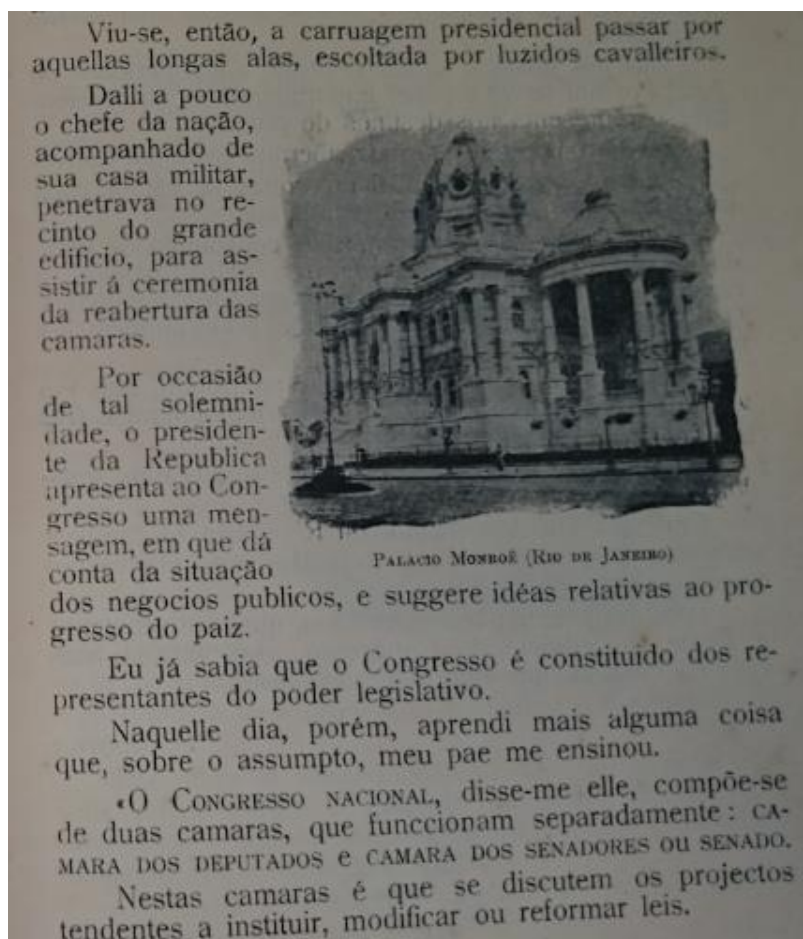 Viu-se, então, a carruagem presidencial passar por
aquellas longas alas, escoltada por luzidos cavalleiros.
Dalli a pouco
o chefe da nação,
acompanhado de
sua casa militar,
penetrava no re-
cinto do grande
edificio, para as-
sistir á ceremonia
da reabertura das
camaras.
Por occasião
de tal solemni-
dade, o presiden-
te da Republica
apresenta ao Con-
gresso uma men-
sagem, em que dá
conta da situação
PALACIO MONROÊ (RIO DE JANEIRO)
dos negocios publicos, e suggere idéas relativas ao pro-
gresso do paiz.
Eu já sabia que o Congresso é constituido dos re-
presentantes do poder legislativo.
Naquelle dia, porém, aprendi mais alguma coisa
que, sobre o assumpto, meu pae me ensinou.
«O CONGRESSO NACIONAL, disse-me elle, compõe-se
de duas camaras, que funccionam separadamente : CA-
MARA DOS DEPUTADOS e CAMARA DOS SENADORES OU SENADO.
Nestas camaras é que se discutem os projectos
tendentes a instituir, modificar ou reformar leis.